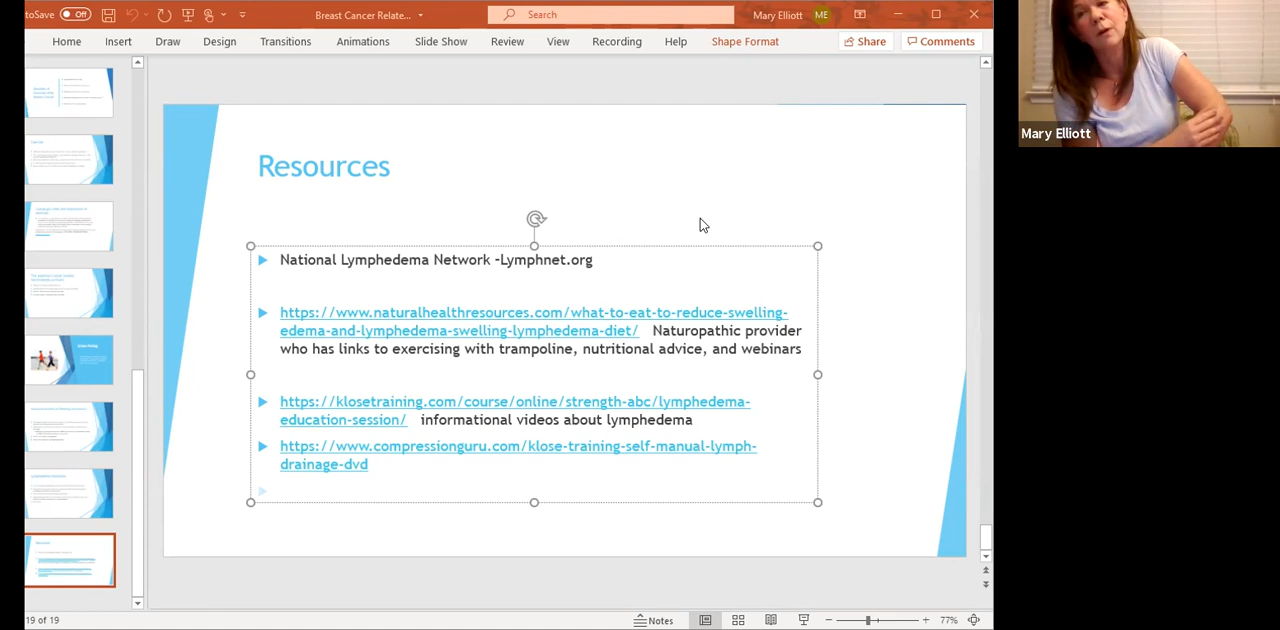 toSave Off Breast Cancer Relate... Search Mary Elliott ME
Home Insert Draw Design Transitions Animations Slide Show Review View Recording Help Shape Format Share Comments
Mary Elliott
Resources
National Lymphedema Network -Lymphnet.org
https://www.naturalhealthresources.com/what-to-eat-to-reduce-swelling-
edema-and-lymphedema-swelling-lymphedema-diet/ Naturopathic provider
who has links to exercising with trampoline, nutritional advice, and webinars
https://klosetraining.com/course/online/strength-abc/lymphedema-
education-session/ informational videos about lymphedema
https://www.compressionguru.com/klose-training-self-manual-lymph-
drainage-dvd
19 of 19 Notes 77%